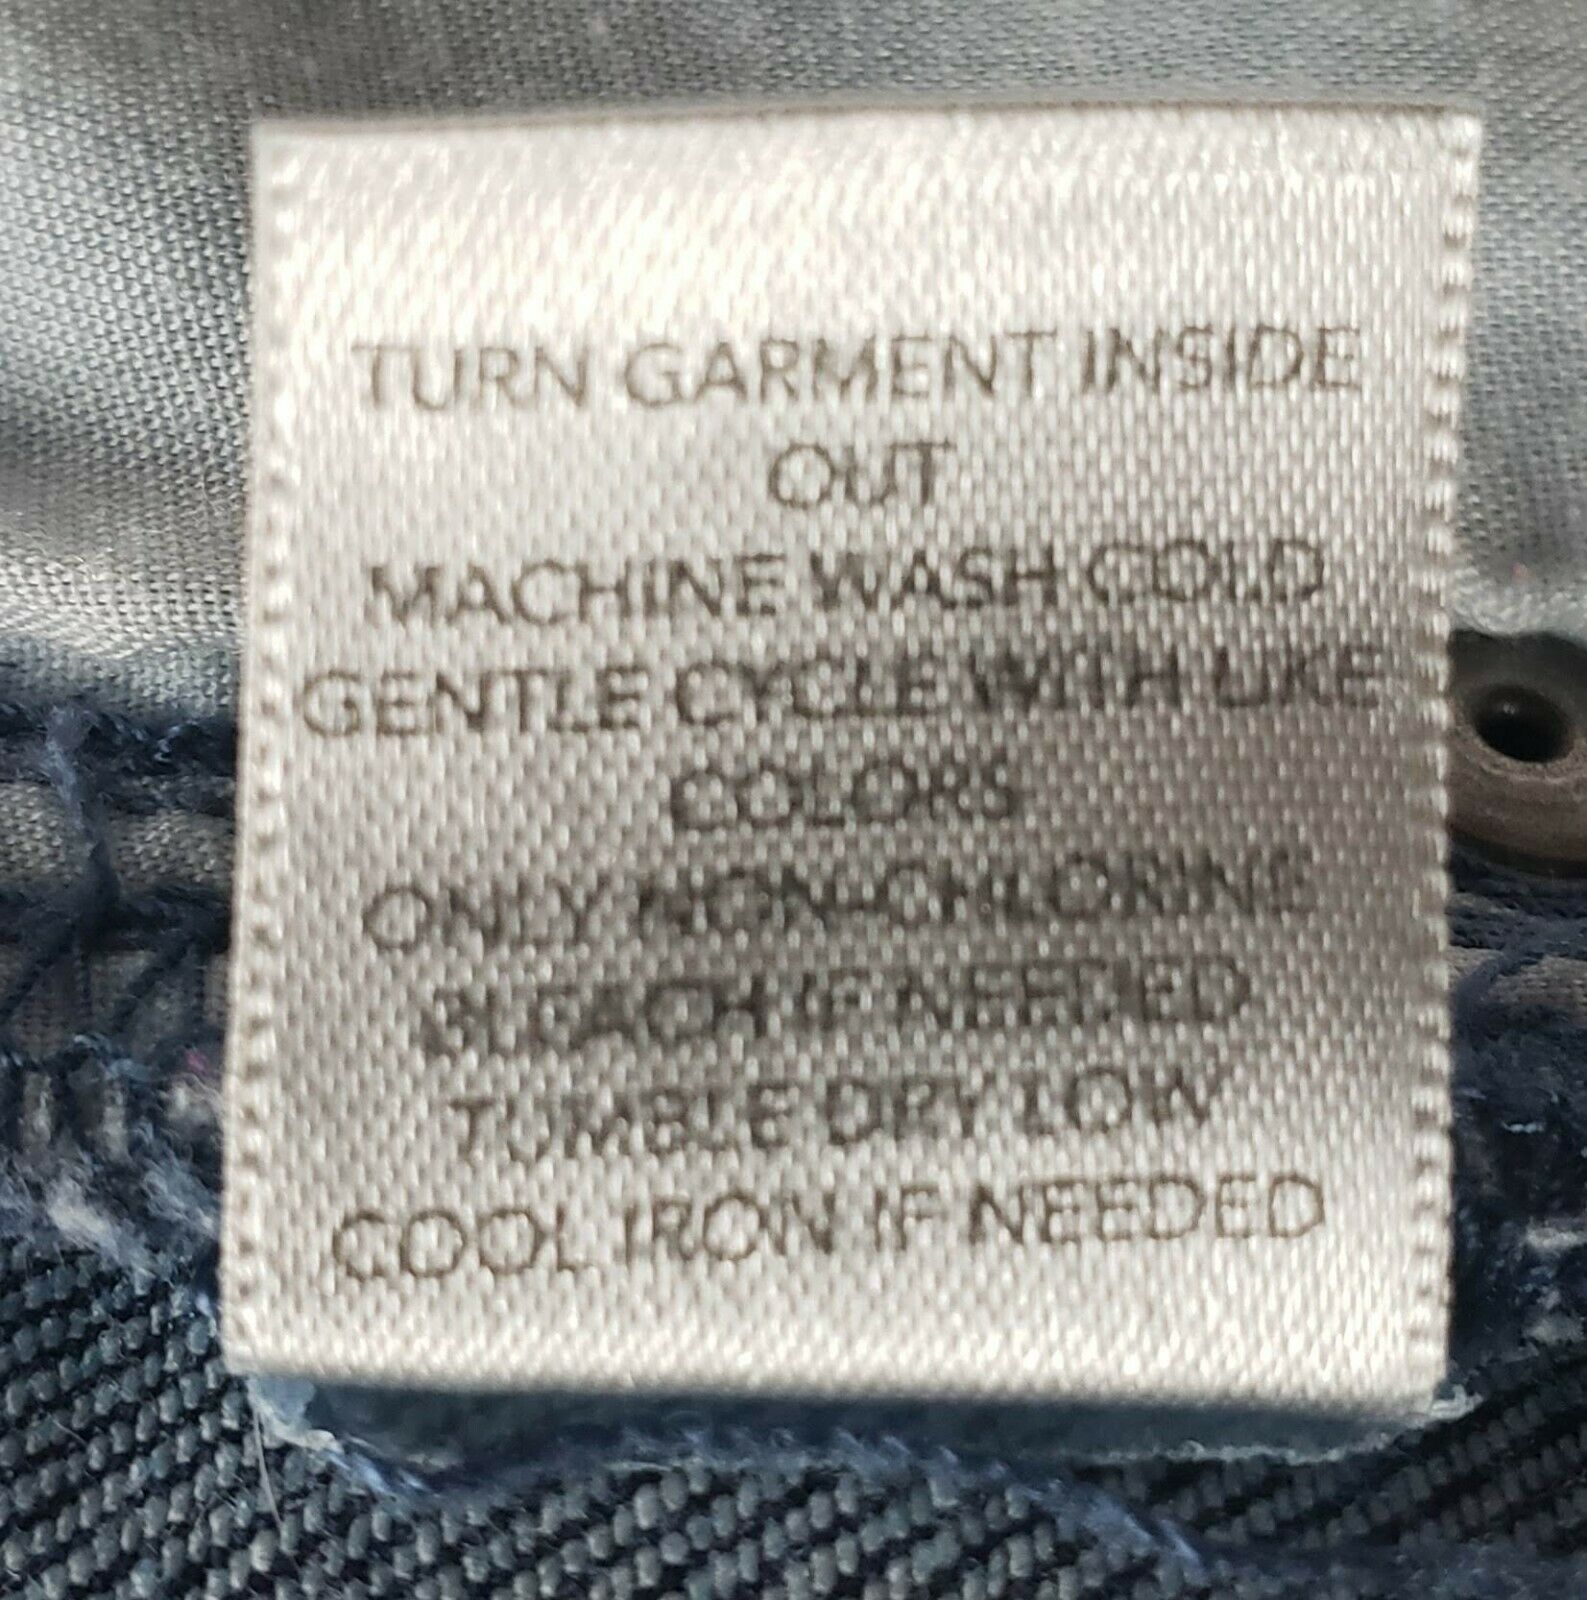 TURN GARMENT INSIDE
OUT
MACHINE WASH COLD
GENTLE CYCLE WITH LIKE
COLORS
ONLY NON-CHLORINE
BLEACH IF NEEDED
TUMBLE DRY LOW
COOL IRON IF NEEDED